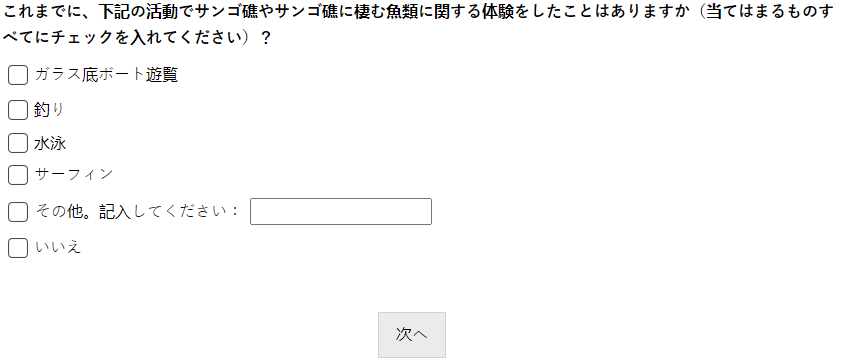 これまでに、下記の活動でサンゴ礁やサンゴ礁に棲む魚類に関する体験をしたことはありますか（当てはまるものす
べてにチェックを入れてください）？
ガラス底ボート遊覧
釣り
水泳
サーフィン
その他。記入してください：
いいえ
次へ